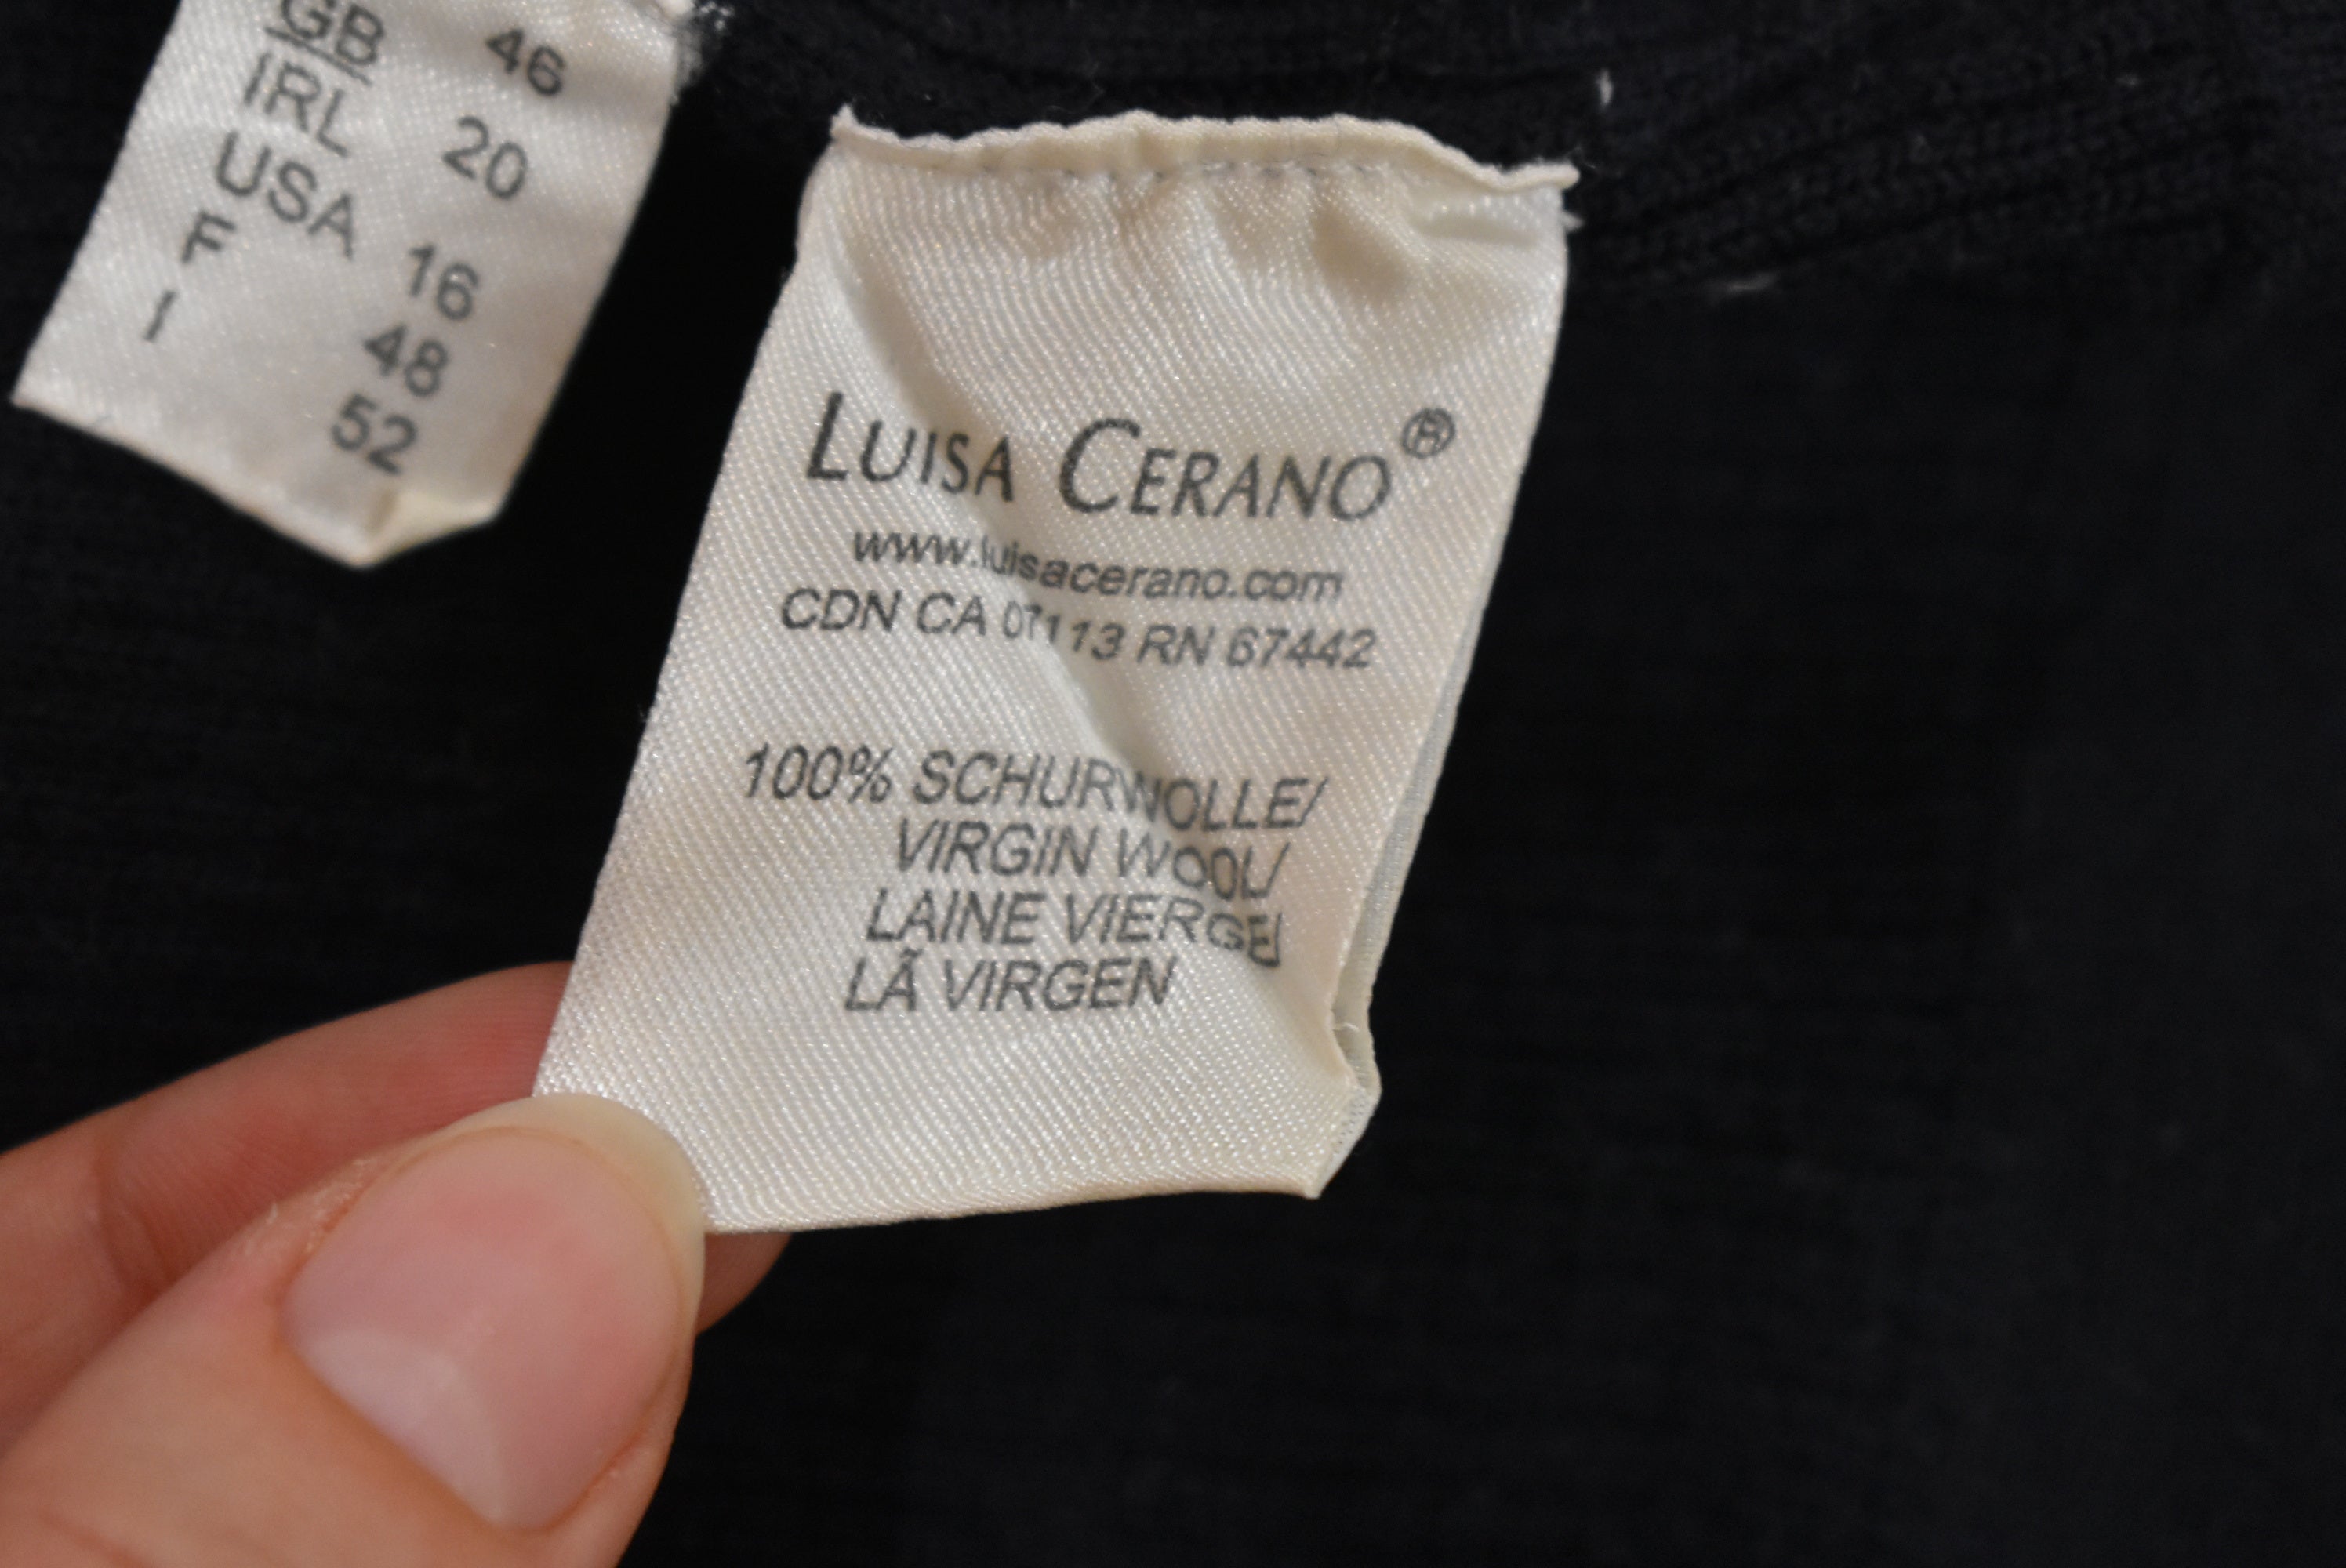 GB 46
IRL 20
USA 16
F 48
I 52
LUISA CERANO®
www.luisacerano.com
CDN CA 07113 RN 67442
100% SCHURWOLLE/
VIRGIN WOOL/
LAINE VIERGE/
LÃ VIRGEN